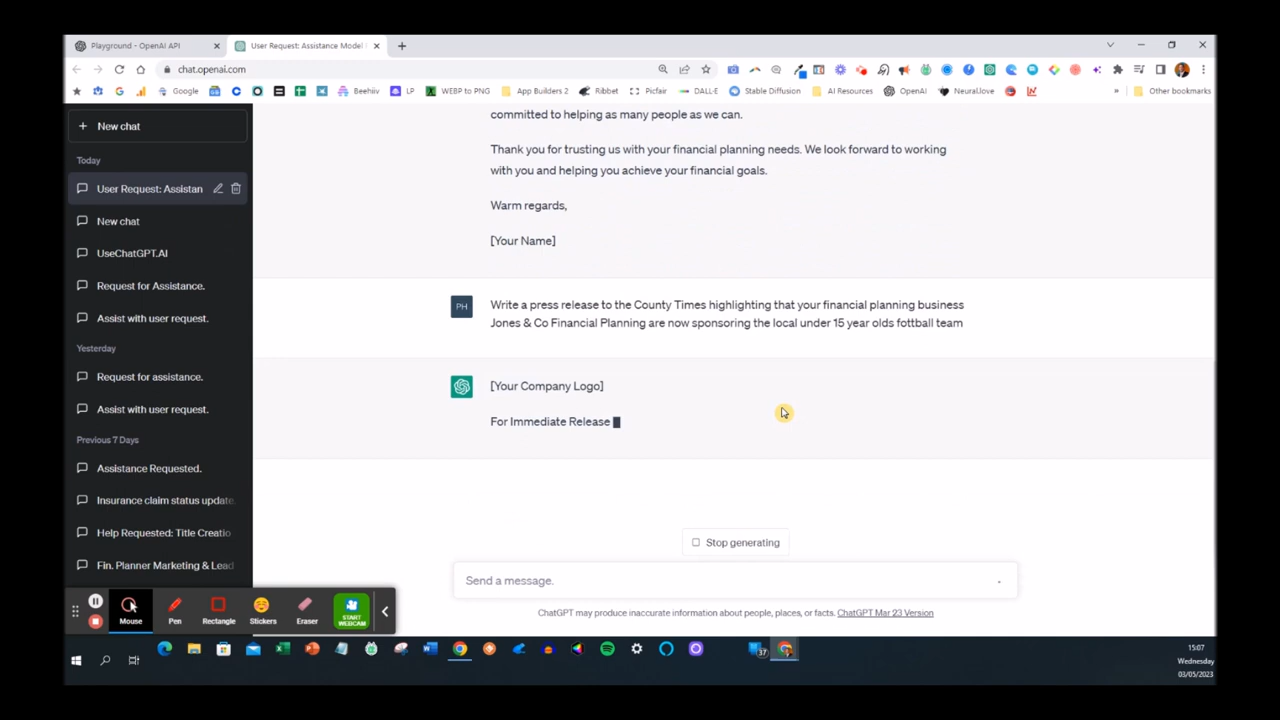 Playground - OpenAI API
User Request: Assistance Model
chat.openai.com
Google
Beehiiv
LP
WEBP to PNG
App Builders 2
Ribbet
Picfair
DALL·E
Stable Diffusion
AI Resources
OpenAI
NeuralLove
Other bookmarks
New chat
Today
User Request: Assistan
New chat
UseChatGPT.AI
Request for Assistance.
Assist with user request.
Yesterday
Request for assistance.
Assist with user request.
Previous 7 Days
Assistance Requested.
Insurance claim status update.
Help Requested: Title Creatio
Fin. Planner Marketing & Lead
committed to helping as many people as we can.
Thank you for trusting us with your financial planning needs. We look forward to working
with you and helping you achieve your financial goals.
Warm regards,
[Your Name]
PH
Write a press release to the County Times highlighting that your financial planning business
Jones & Co Financial Planning are now sponsoring the local under 15 year olds fottball team
[Your Company Logo]
For Immediate Release
Stop generating
Send a message.
ChatGPT may produce inaccurate information about people, places, or facts. ChatGPT Mar 23 Version
Mouse
Pen
Rectangle
Stickers
Eraser
START
WEBCAM
37
15:07
Wednesday
03/05/2023